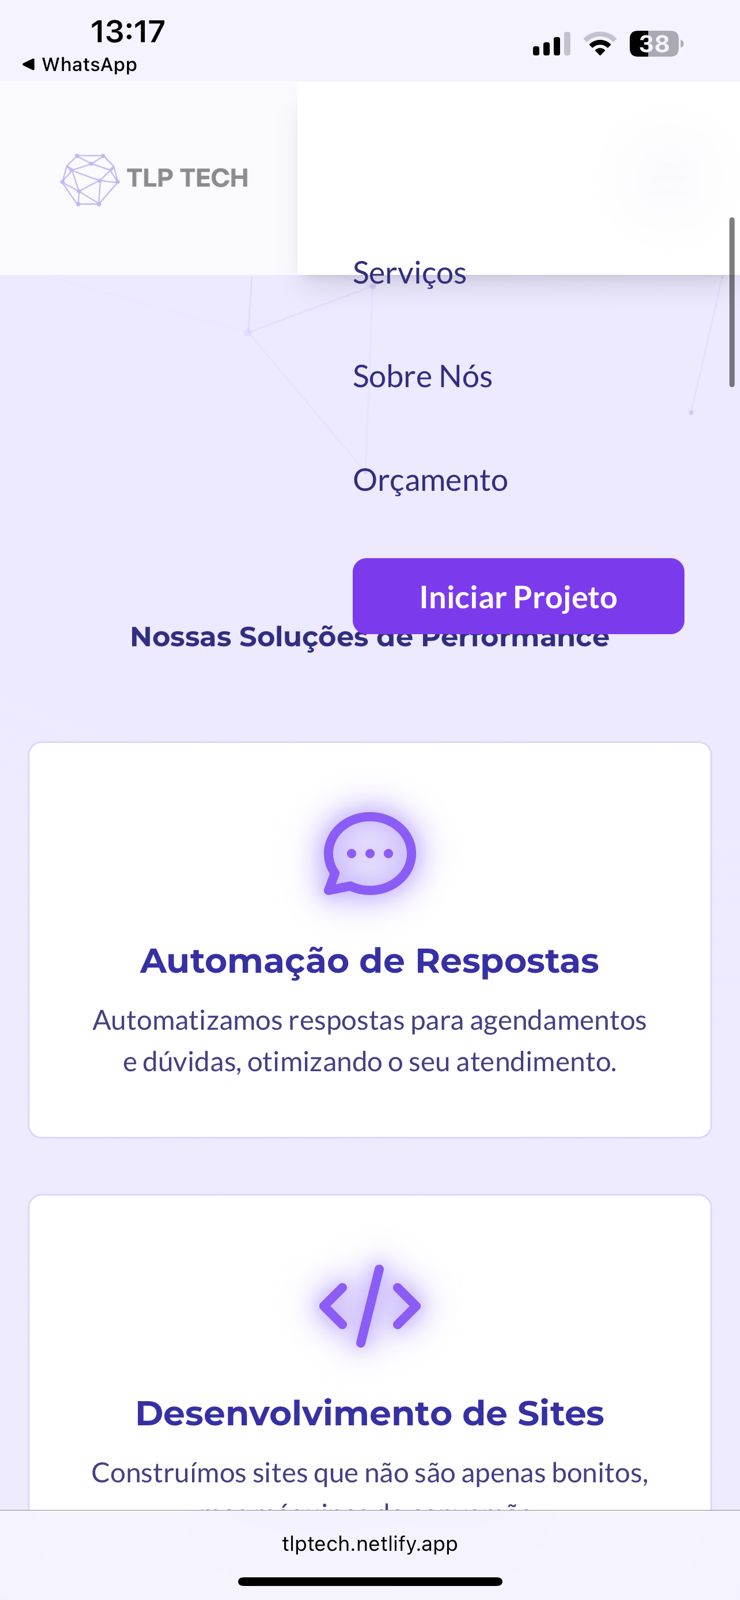 13:17
38
◀ WhatsApp
TLP TECH
Serviços
Sobre Nós
Orçamento
Iniciar Projeto
Nossas Soluções de Performance
Automação de Respostas
Automatizamos respostas para agendamentos
e dúvidas, otimizando o seu atendimento.
</>
Desenvolvimento de Sites
Construímos sites que não são apenas bonitos,
tlptech.netlify.app